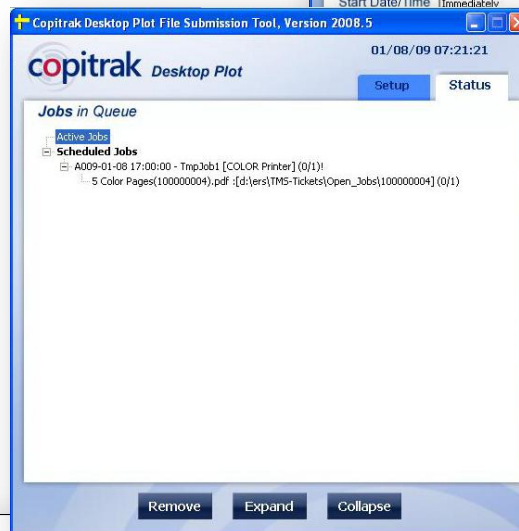 Start Date/Time Immediately
Copitrak Desktop Plot File Submission Tool, Version 2008.5
01/08/09 07:21:21
copitrak Desktop Plot
Setup Status
Jobs in Queue
Active Jobs
Scheduled Jobs
A009-01-08 17:00:00 - TmpJob1 [COLOR Printer] (0/1)!
5 Color Pages(100000004).pdf :[d:\ers\TMS-Tickets\Open_Jobs\100000004] (0/1)
Remove Expand Collapse